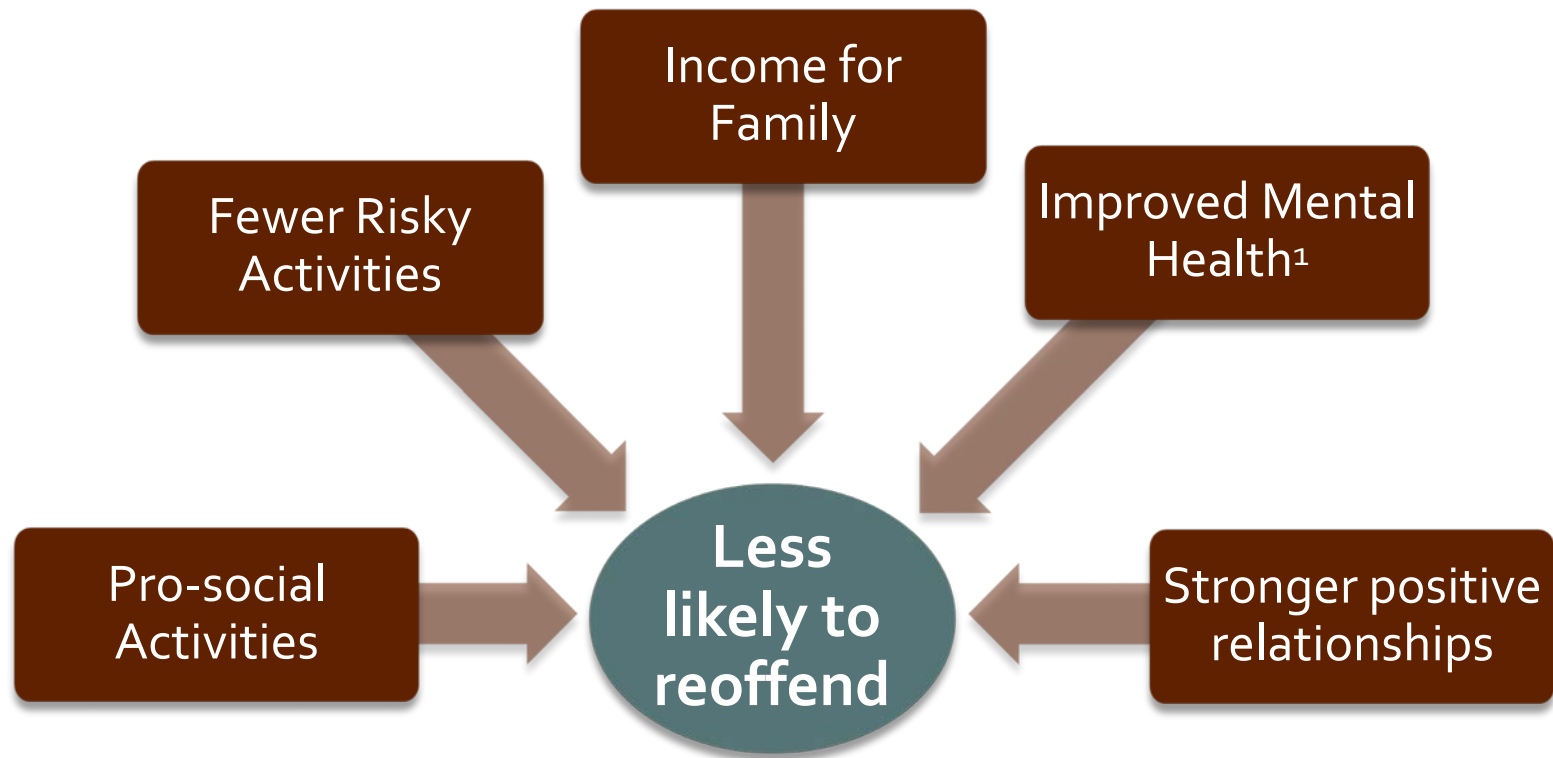 Income for
Family
Fewer Risky
Activities
Improved Mental
Health¹
Pro-social
Activities
Less
likely to
reoffend
Stronger positive
relationships